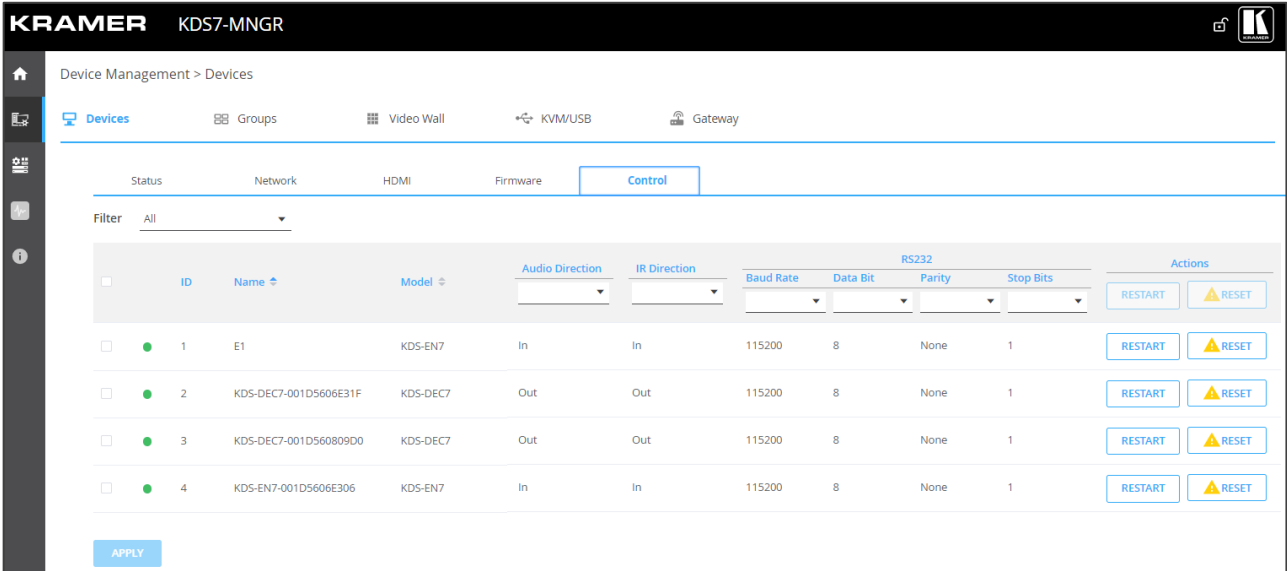 KRAMER KDS7-MNGR
KRAMER
Device Management > Devices
Devices Groups Video Wall KVM/USB Gateway
Status Network HDMI Firmware Control
Filter All
RS232
Audio Direction IR Direction Actions
ID Name Model Baud Rate Data Bit Parity Stop Bits
RESTART RESET
1 E1 KDS-EN7 In In 115200 8 None 1 RESTART RESET
2 KDS-DEC7-001D5606E31F KDS-DEC7 Out Out 115200 8 None 1 RESTART RESET
3 KDS-DEC7-001D560809D0 KDS-DEC7 Out Out 115200 8 None 1 RESTART RESET
4 KDS-EN7-001D5606E306 KDS-EN7 In In 115200 8 None 1 RESTART RESET
APPLY